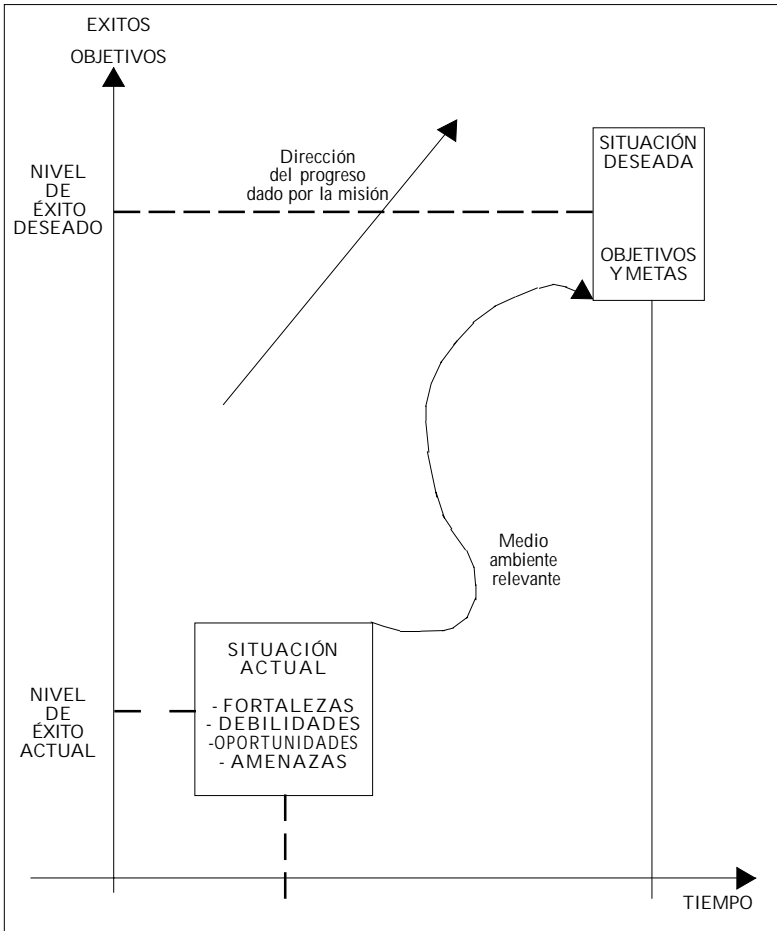 EXITOS
OBJETIVOS
NIVEL
DE
ÉXITO
DESEADO
Dirección
del progreso
dado por la misión
SITUACIÓN
DESEADA
OBJETIVOS
Y METAS
Medio
ambiente
relevante
SITUACIÓN
ACTUAL
- FORTALEZAS
- DEBILIDADES
-OPORTUNIDADES
- AMENAZAS
NIVEL
DE
ÉXITO
ACTUAL
TIEMPO